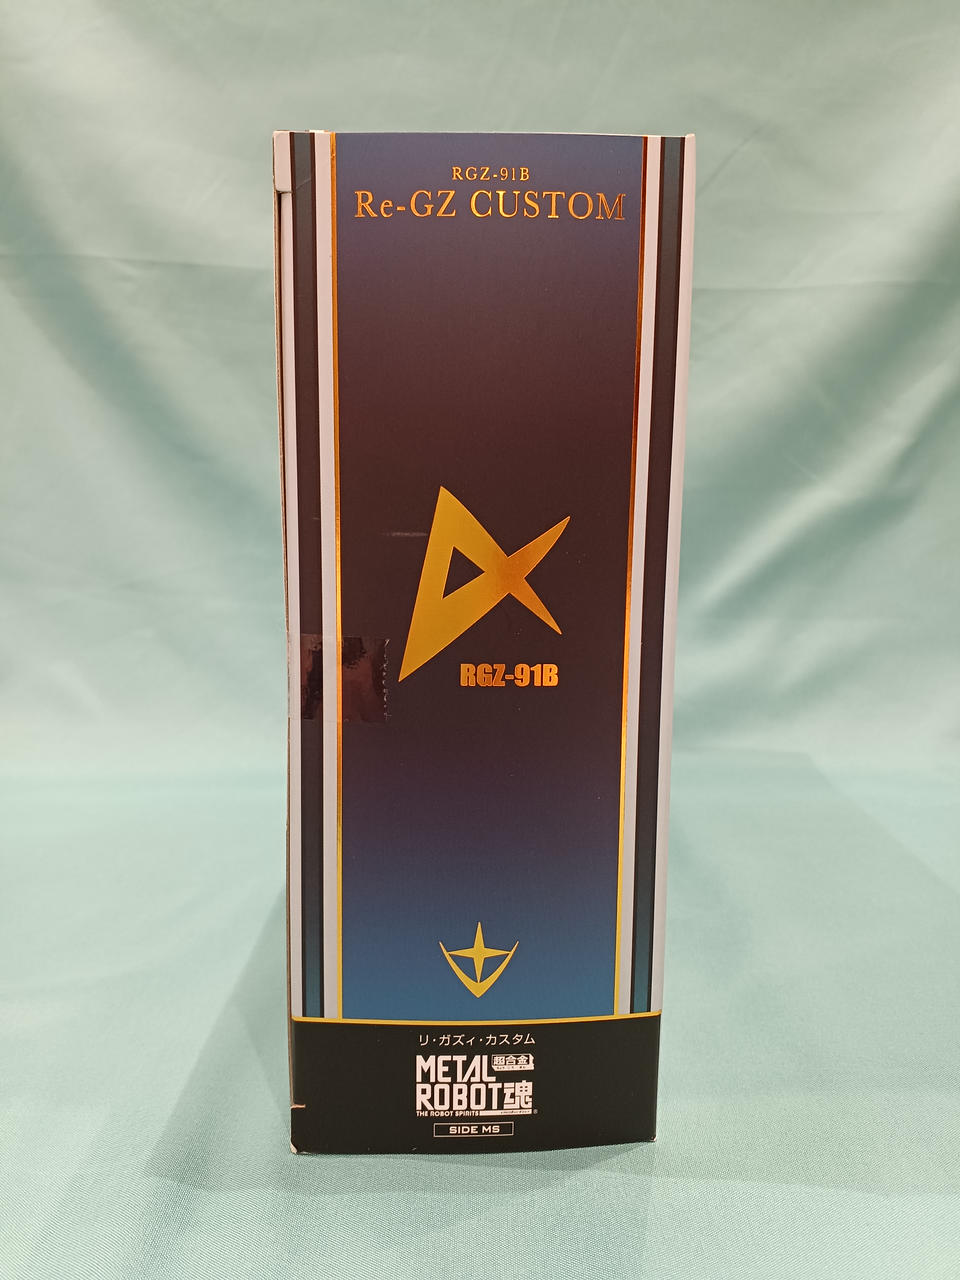 RGZ-91B
Re-GZ CUSTOM
RGZ-91B
リ・ガズィ・カスタム
METAL 超合金
ROBOT魂
THE ROBOT SPIRITS
SIDE MS